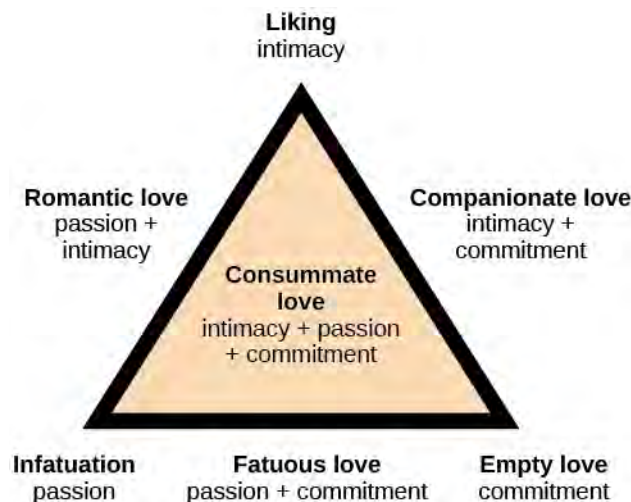 Liking
intimacy
Romantic love
passion +
intimacy
Companionate love
intimacy +
commitment
Consummate
love
intimacy + passion
+ commitment
Infatuation
passion
Fatuous love
passion + commitment
Empty love
commitment